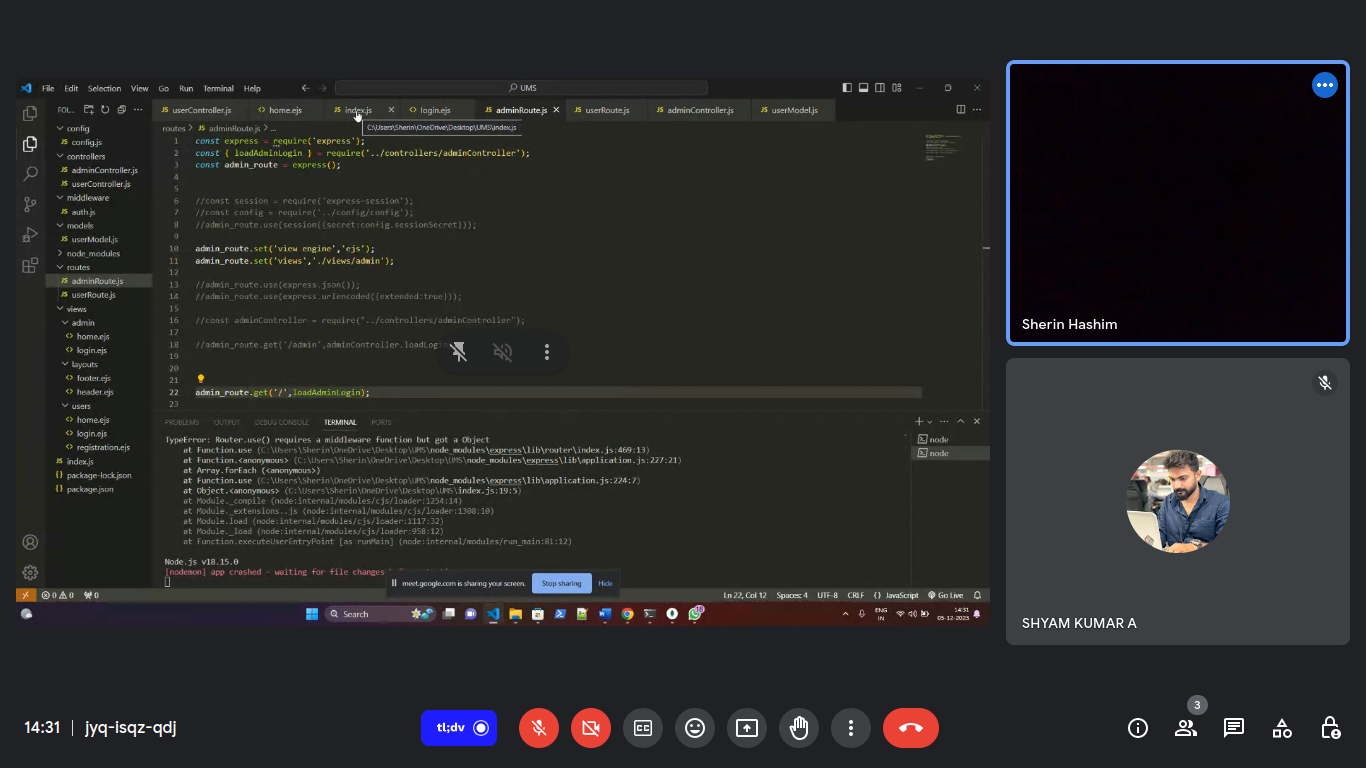 File Edit Selection View Go Run Terminal Help
UMS
FOL...
userController.js home.ejs index.js login.ejs adminRoute.js userRoute.js adminController.js userModel.js
routes > adminRoute.js > ...
C:\Users\Sherin\OneDrive\Desktop\UMS\index.js
config
config.js
controllers
adminController.js
userController.js
middleware
auth.js
models
userModel.js
node_modules
routes
adminRoute.js
userRoute.js
views
admin
home.ejs
login.ejs
layouts
footer.ejs
header.ejs
users
home.ejs
login.ejs
registration.ejs
index.js
package-lock.json
package.json
1 const express = require('express');
2 const { loadAdminLogin } = require('../controllers/adminController');
3 const admin_route = express();
4
5
6 //const session = require('express-session');
7 //const config = require('../config/config');
8 //admin_route.use(session({secret:config.sessionSecret}));
9
10 admin_route.set('view engine','ejs');
11 admin_route.set('views','./views/admin');
12
13 //admin_route.use(express.json());
14 //admin_route.use(express.urlencoded({extended:true}));
15
16 //const adminController = require("../controllers/adminController");
17
18 //admin_route.get('/admin',adminController.loadLogin
19
20
21
22 admin_route.get('/',loadAdminLogin);
23
PROBLEMS OUTPUT DEBUG CONSOLE TERMINAL PORTS
TypeError: Router.use() requires a middleware function but got a Object
at Function.use (C:\Users\Sherin\OneDrive\Desktop\UMS\node_modules\express\lib\router\index.js:469:13)
at Function.<anonymous> (C:\Users\Sherin\OneDrive\Desktop\UMS\node_modules\express\lib\application.js:227:21)
at Array.forEach (<anonymous>)
at Function.use (C:\Users\Sherin\OneDrive\Desktop\UMS\node_modules\express\lib\application.js:224:7)
at Object.<anonymous> (C:\Users\Sherin\OneDrive\Desktop\UMS\index.js:19:5)
at Module._compile (node:internal/modules/cjs/loader:1254:14)
at Module._extensions..js (node:internal/modules/cjs/loader:1308:10)
at Module.load (node:internal/modules/cjs/loader:1117:32)
at Module._load (node:internal/modules/cjs/loader:958:12)
at Function.executeUserEntryPoint [as runMain] (node:internal/modules/run_main:81:12)
Node.js v18.15.0
[nodemon] app crashed - waiting for file changes
node
node
meet.google.com is sharing your screen. Stop sharing Hide
0 0 0 Ln 22, Col 12 Spaces: 4 UTF-8 CRLF {} JavaScript Go Live
Search
ENG
IN
14:31
05-12-2023
Sherin Hashim
SHYAM KUMAR A
14:31 | jyq-isqz-qdj
tl;dv
3